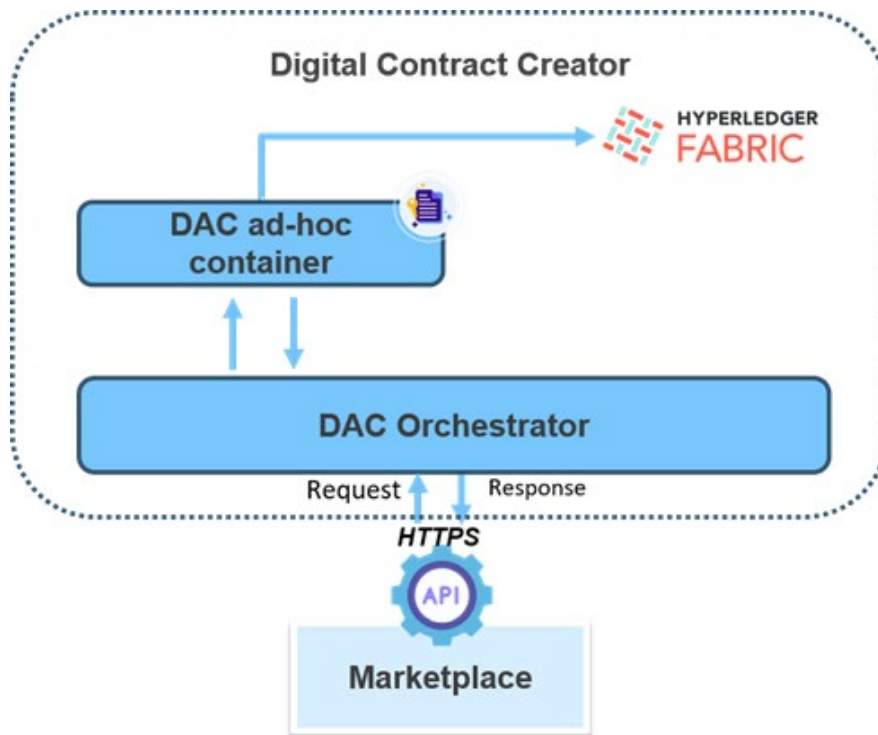 Digital Contract Creator
HYPERLEDGER
FABRIC
DAC ad-hoc
container
DAC Orchestrator
Request
Response
HTTPS
API
Marketplace